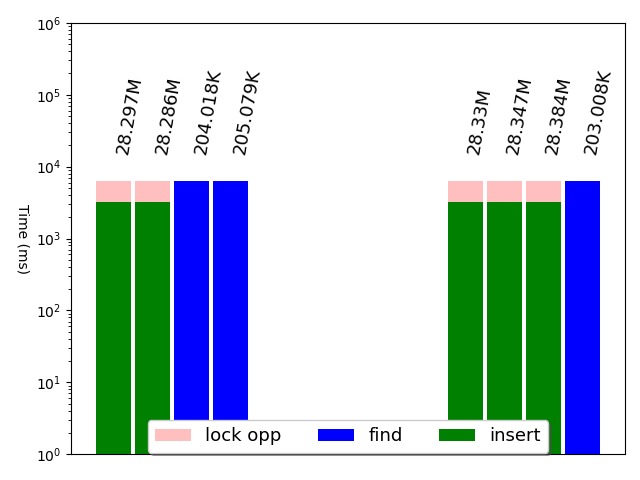 10^6
10^5
10^4
10^3
10^2
10^1
10^0
Time (ms)
28.297M
28.286M
204.018K
205.079K
28.33M
28.347M
28.384M
203.008K
lock opp find insert